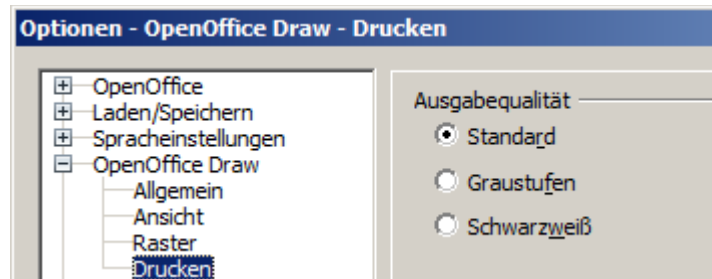 Optionen - OpenOffice Draw - Drucken
OpenOffice
Laden/Speichern
Spracheinstellungen
OpenOffice Draw
Allgemein
Ansicht
Raster
Drucken
Ausgabequalität
Standard
Graustufen
Schwarzweiß